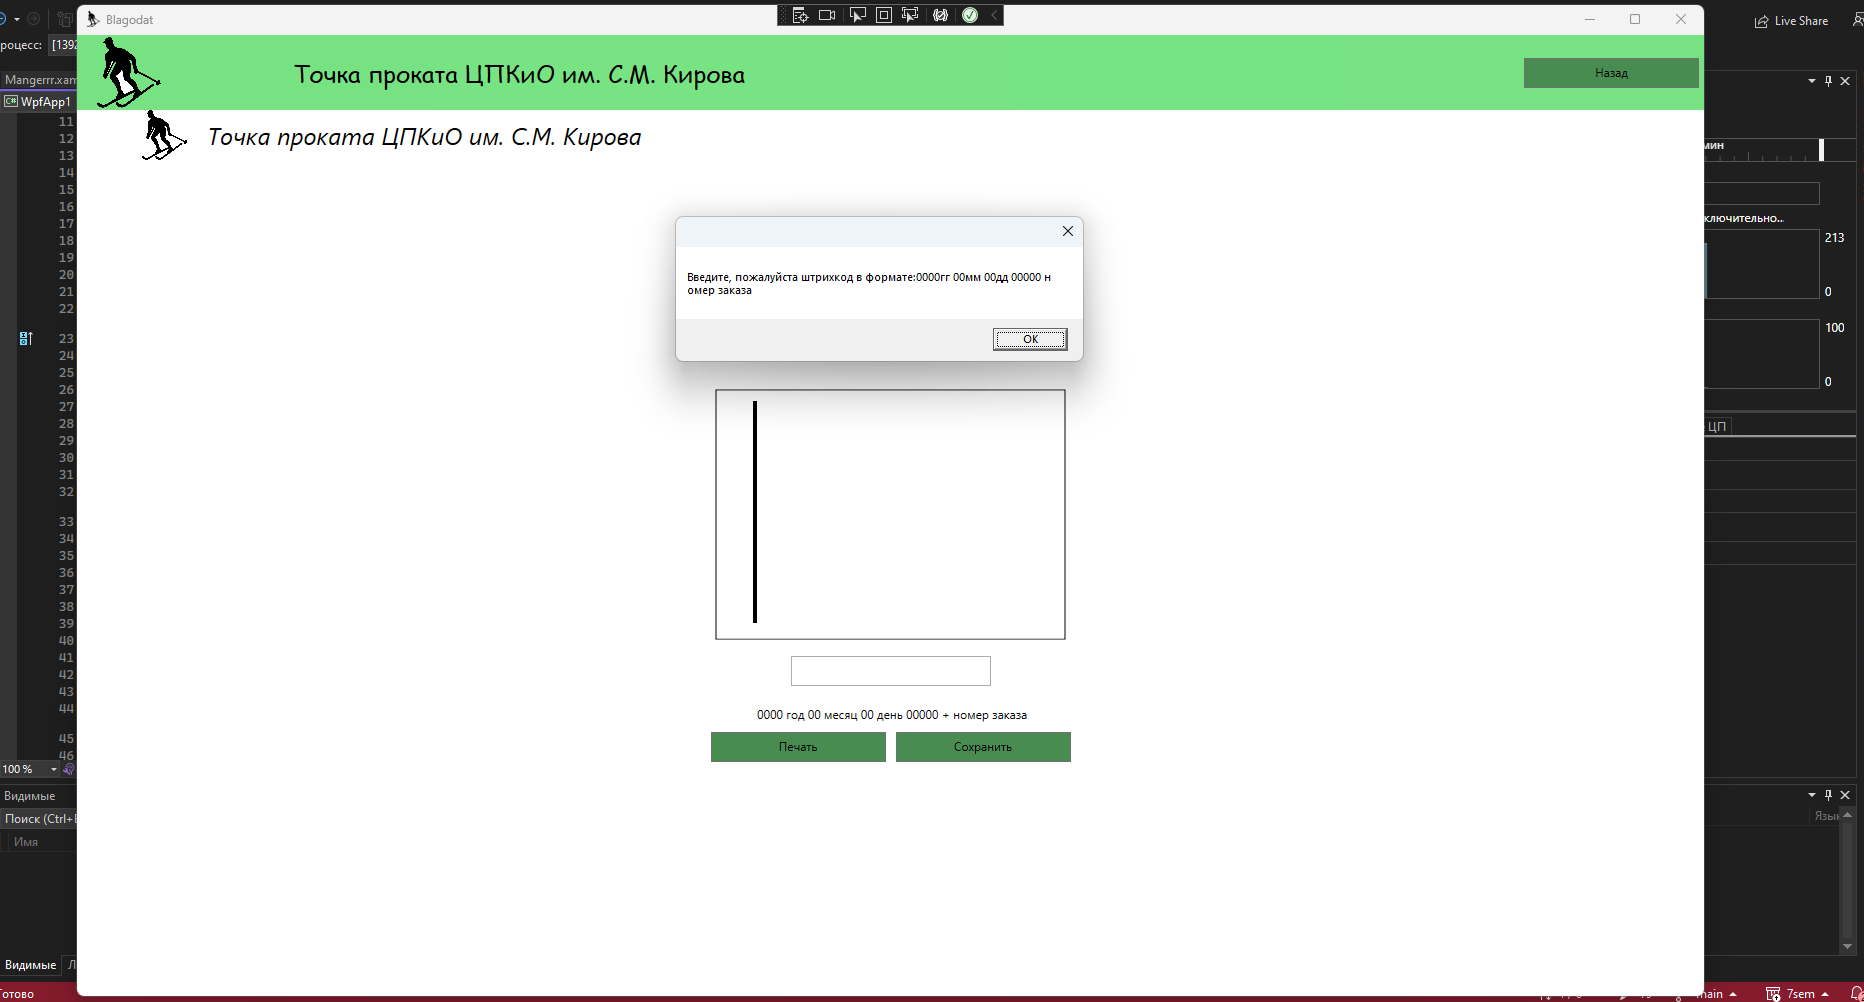 Blagodat
Live Share
роцесс:
[1392
Точка проката ЦПКиО им. С.М. Кирова
Назад
Mangerrr.xam
C# WpfApp1
Точка проката ЦПКиО им. С.М. Кирова
11
12
13
14
15
16
17
18
19
20
21
22
23
24
25
26
27
28
29
30
31
32
33
34
35
36
37
38
39
40
41
42
43
44
45
46
мин
ключительно...
213
0
100
0
ЦП
Введите, пожалуйста штрихкод в формате:0000гг 00мм 00дд 00000 н
омер заказа
OK
0000 год 00 месяц 00 день 00000 + номер заказа
Печать
Сохранить
100 %
Видимые
Поиск (Ctrl+E
Имя
Язык
Видимые
Л
Готово
main
7sem